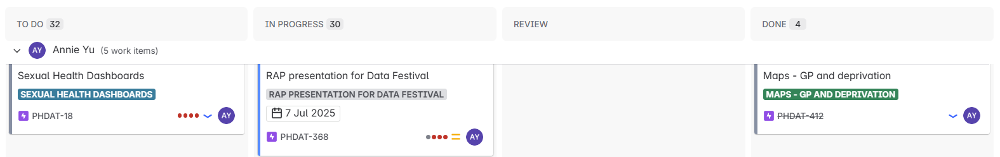 TO DO 32
IN PROGRESS 30
REVIEW
DONE 4
AY Annie Yu (5 work items)
Sexual Health Dashboards
SEXUAL HEALTH DASHBOARDS
PHDAT-18
AY
RAP presentation for Data Festival
RAP PRESENTATION FOR DATA FESTIVAL
7 Jul 2025
PHDAT-368
AY
Maps - GP and deprivation
MAPS - GP AND DEPRIVATION
PHDAT-412
AY